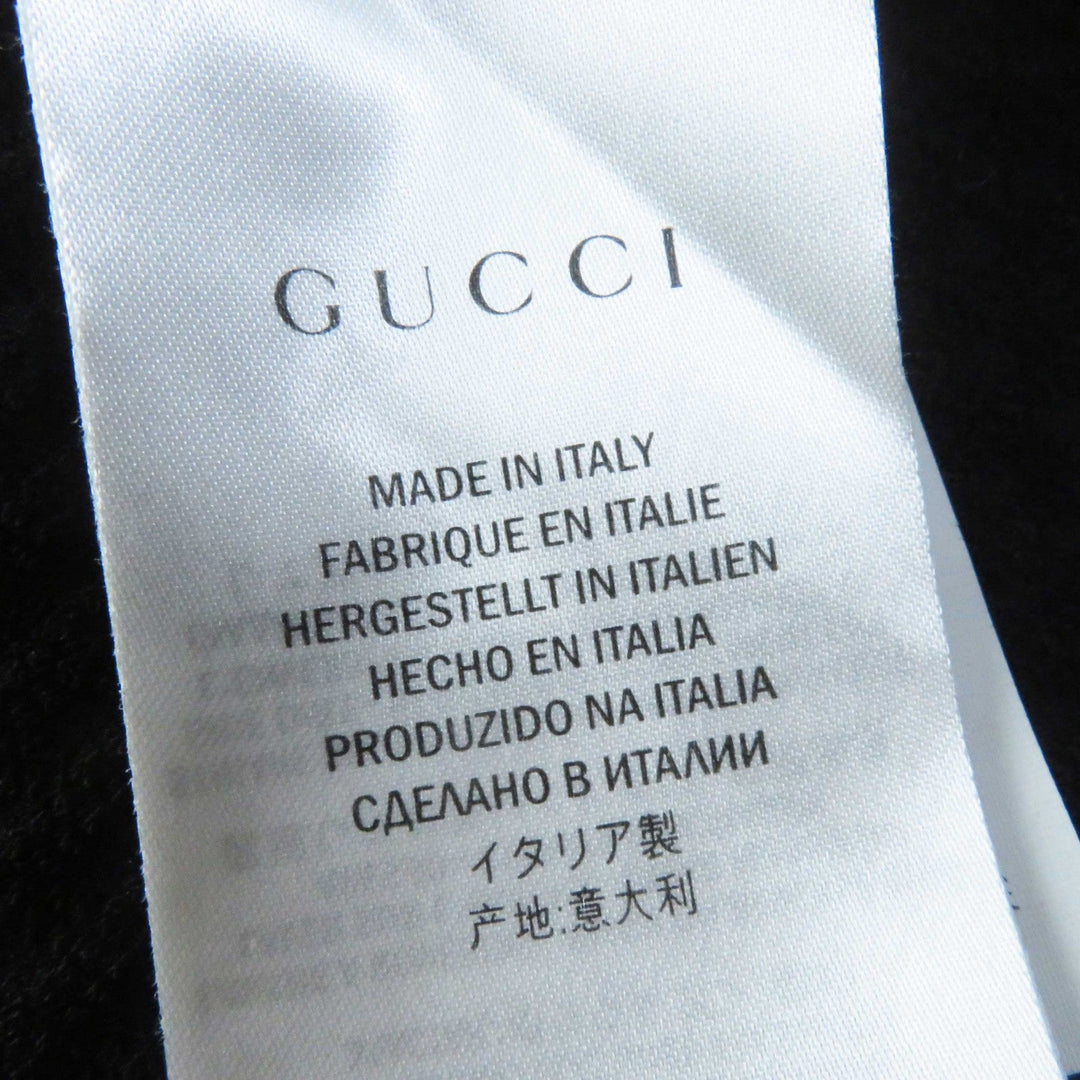 GUCCI
MADE IN ITALY
FABRIQUE EN ITALIE
HERGESTELLT IN ITALIEN
HECHO EN ITALIA
PRODUZIDO NA ITALIA
СДЕЛАНО В ИТАЛИИ
イタリア製
产地:意大利